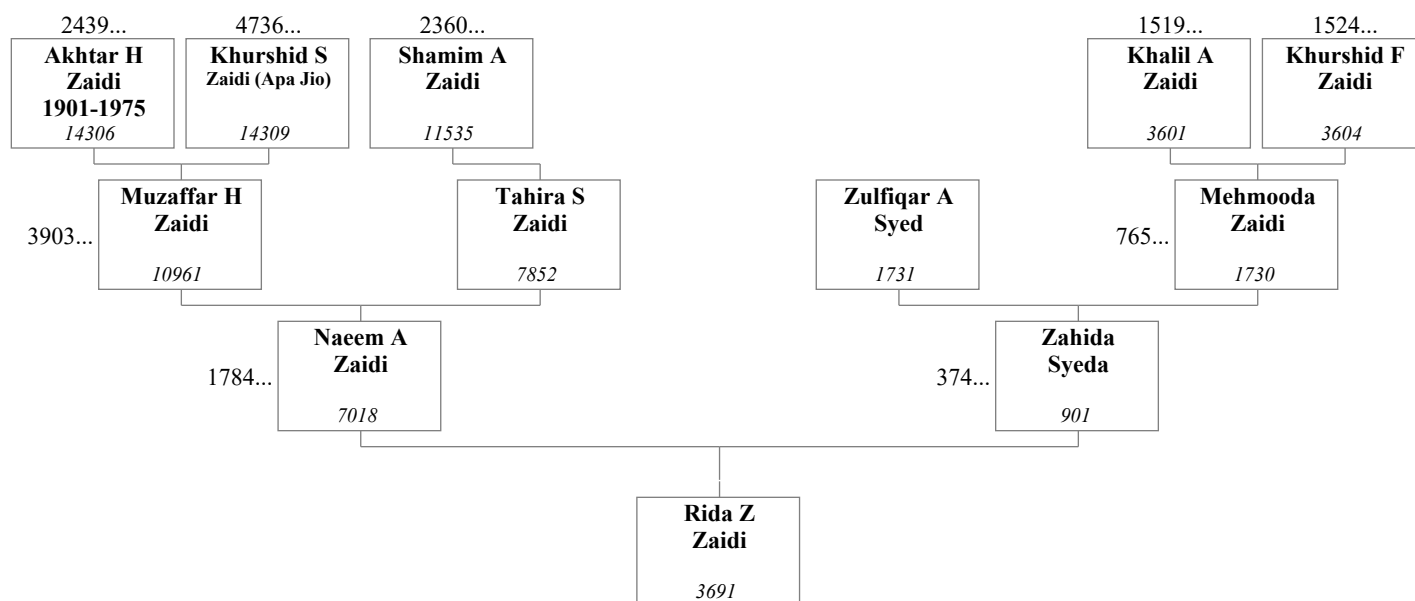 2439...
4736...
2360...
1519...
1524...
Akhtar H
Zaidi
1901-1975
14306
Khurshid S
Zaidi (Apa Jio)
14309
Shamim A
Zaidi
11535
Khalil A
Zaidi
3601
Khurshid F
Zaidi
3604
3903...
Muzaffar H
Zaidi
10961
Tahira S
Zaidi
7852
Zulfiqar A
Syed
1731
765...
Mehmooda
Zaidi
1730
1784...
Naeem A
Zaidi
7018
374...
Zahida
Syeda
901
Rida Z
Zaidi
3691